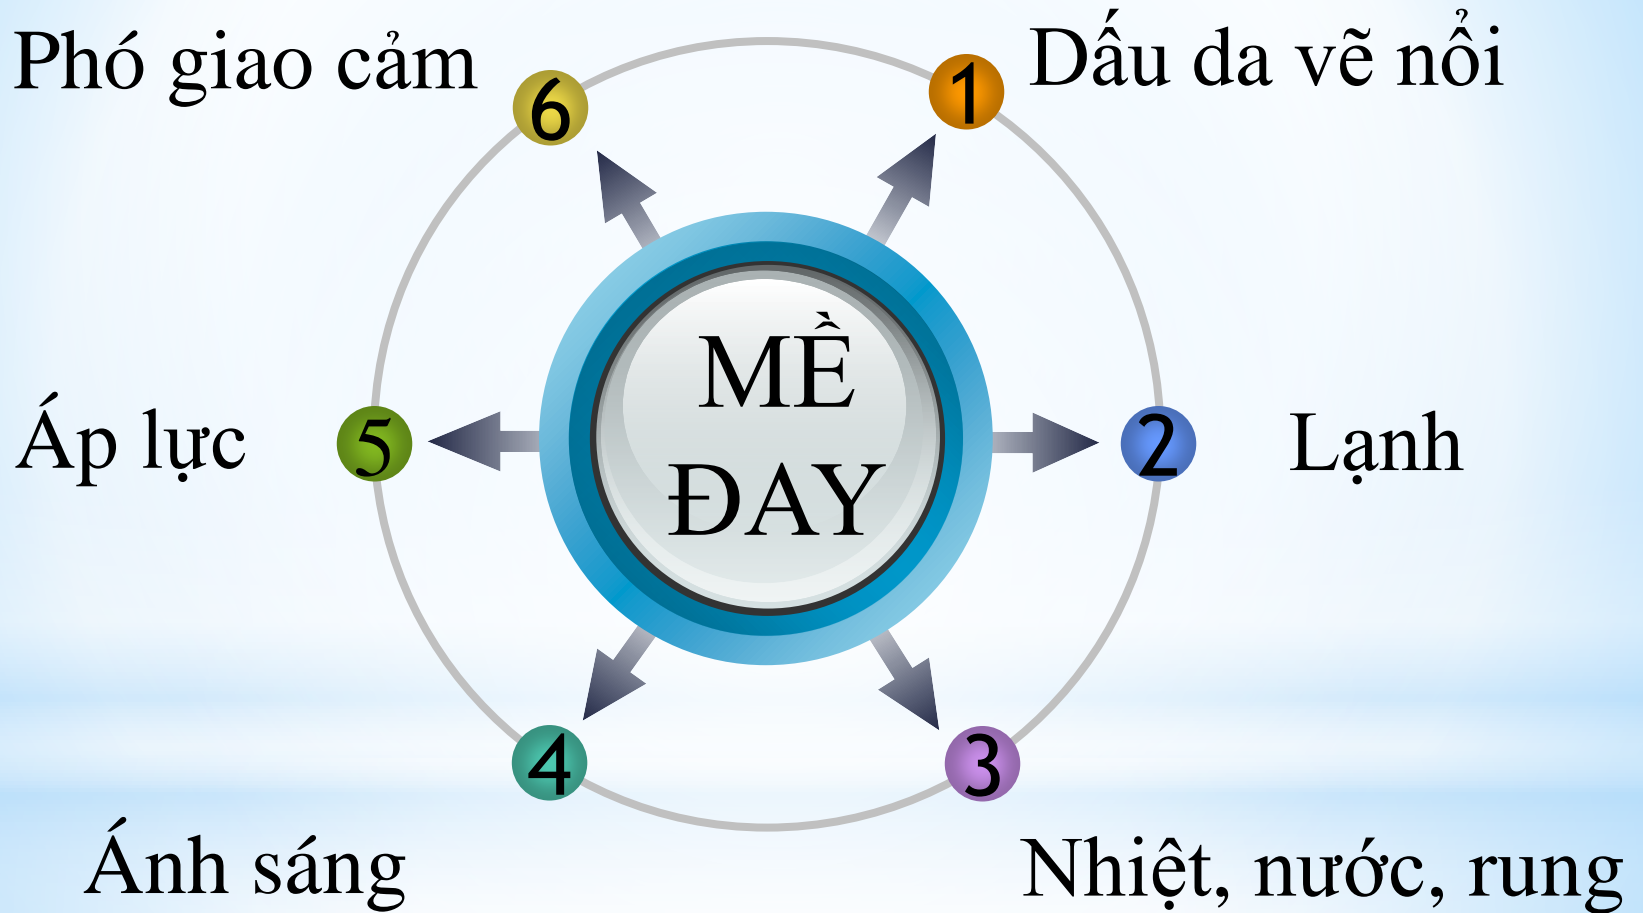 Phó giao cảm
6
1
Dấu da vẽ nổi
MỀ
ĐAY
Áp lực
5
2
Lạnh
4
3
Ánh sáng
Nhiệt, nước, rung